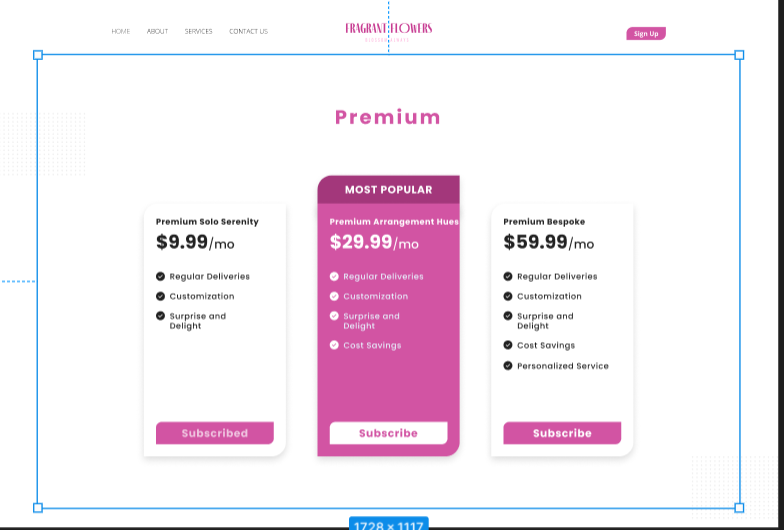 HOME ABOUT SERVICES CONTACT US
FRAGRANT FLOWERS
Sign Up
Premium
MOST POPULAR
Premium Solo Serenity
$9.99/mo
Regular Deliveries
Customization
Surprise and
Delight
Subscribed
Premium Arrangement Hues
$29.99/mo
Regular Deliveries
Customization
Surprise and
Delight
Cost Savings
Subscribe
Premium Bespoke
$59.99/mo
Regular Deliveries
Customization
Surprise and
Delight
Cost Savings
Personalized Service
Subscribe
1728 × 1117